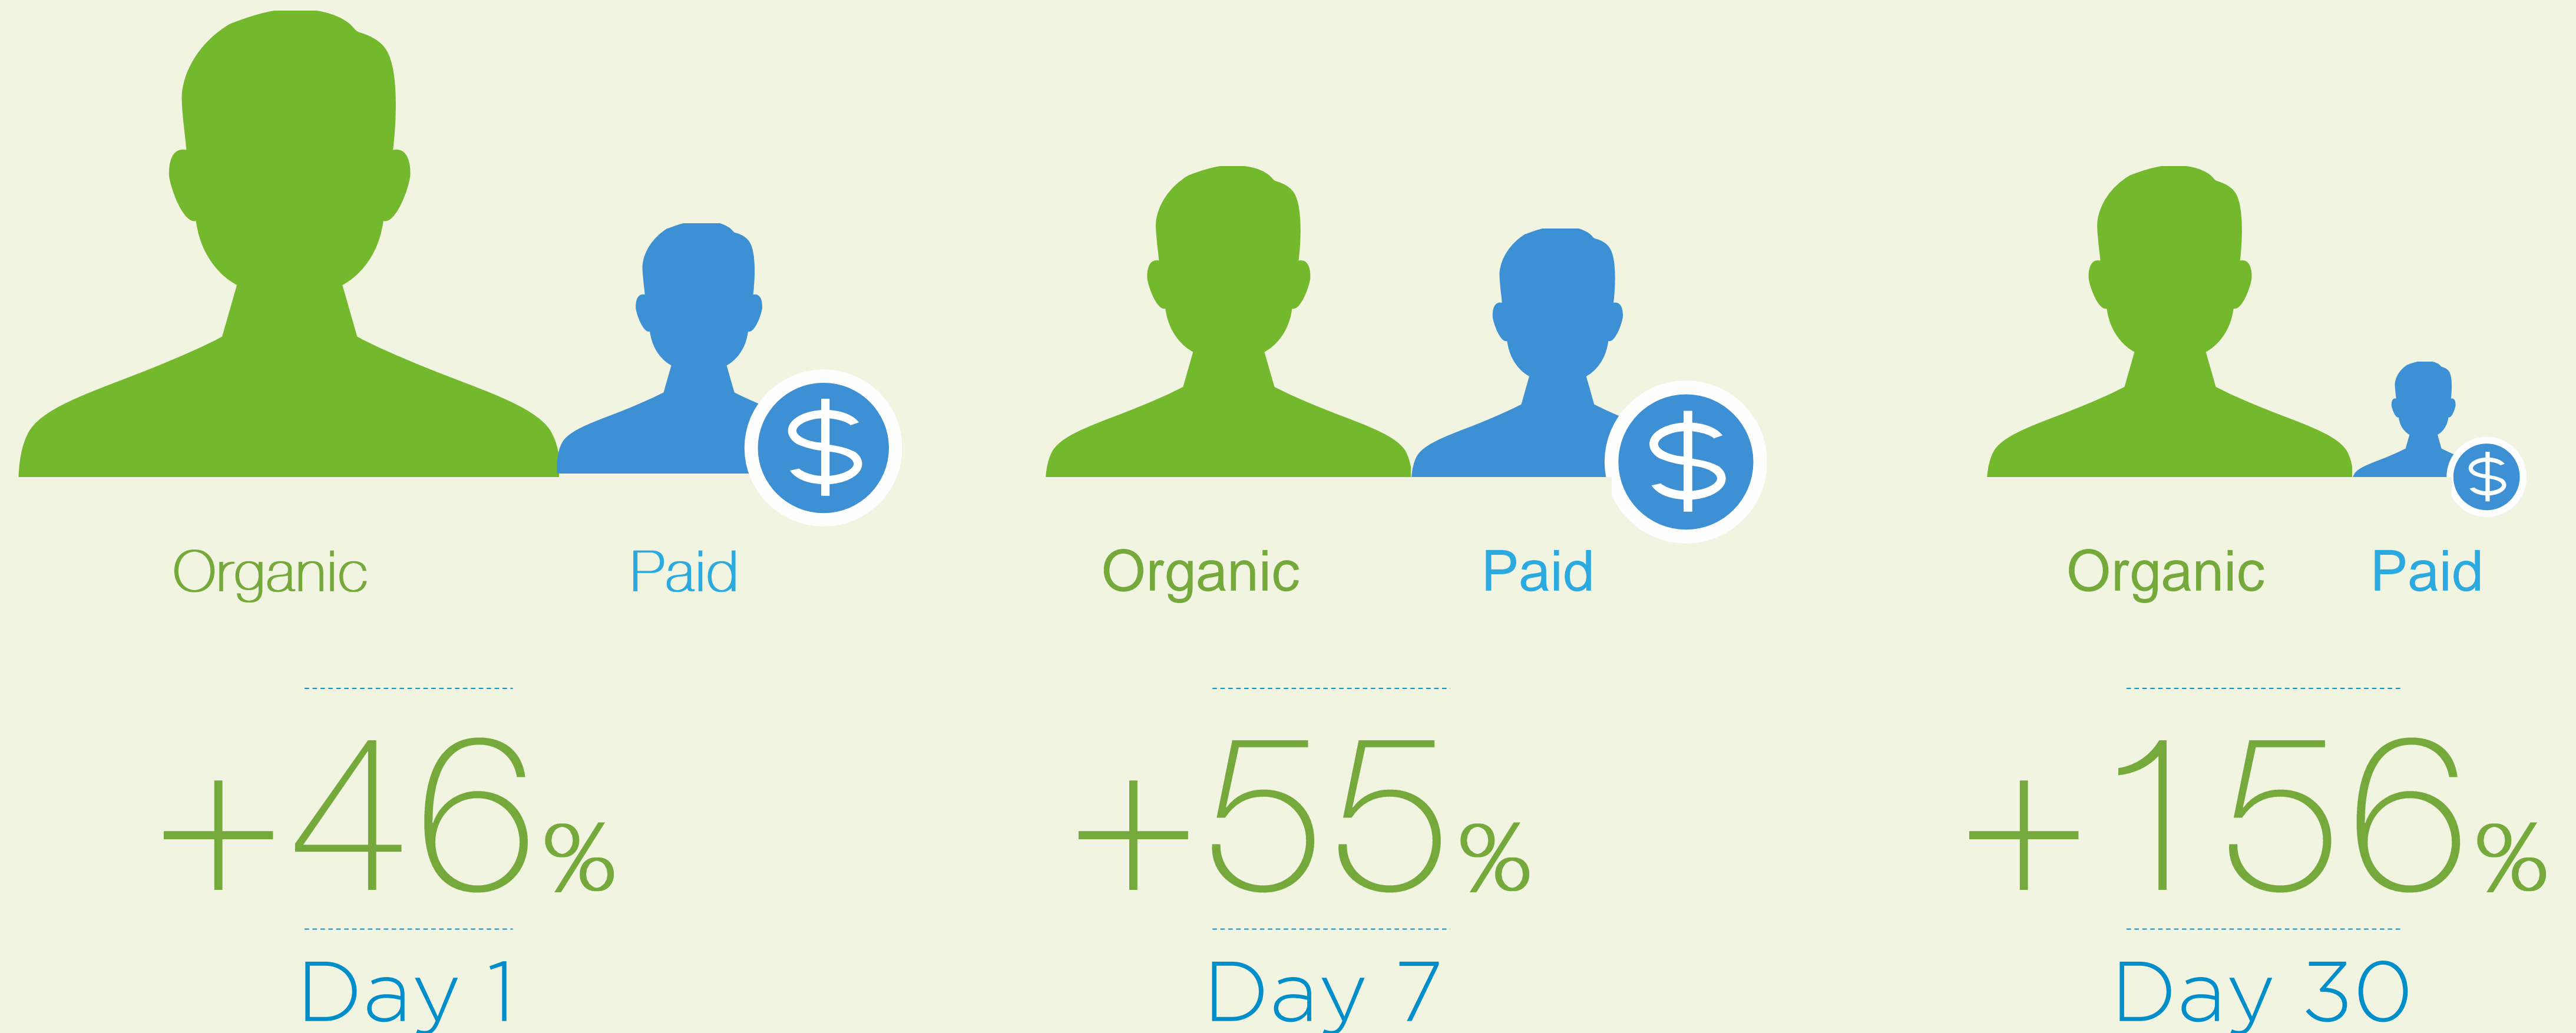 $
$
$
Organic Paid
Organic Paid
Organic Paid
+46%
+55%
+156%
Day 1
Day 7
Day 30